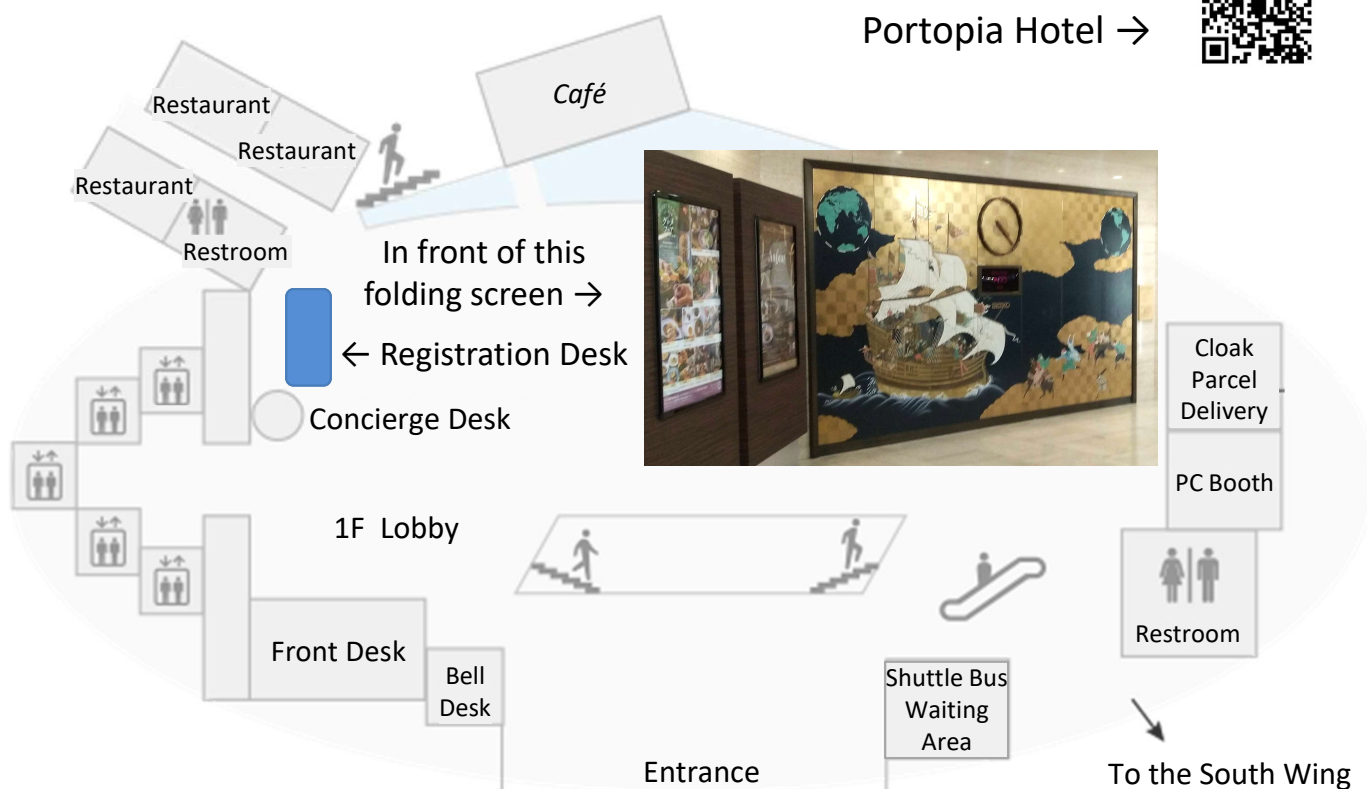 Portopia Hotel →
Café
Restaurant
Restaurant
Restaurant
Restroom
In front of this
folding screen →
← Registration Desk
Concierge Desk
Cloak
Parcel
Delivery
PC Booth
1F Lobby
Restroom
Front Desk
Bell
Desk
Shuttle Bus
Waiting
Area
Entrance
To the South Wing